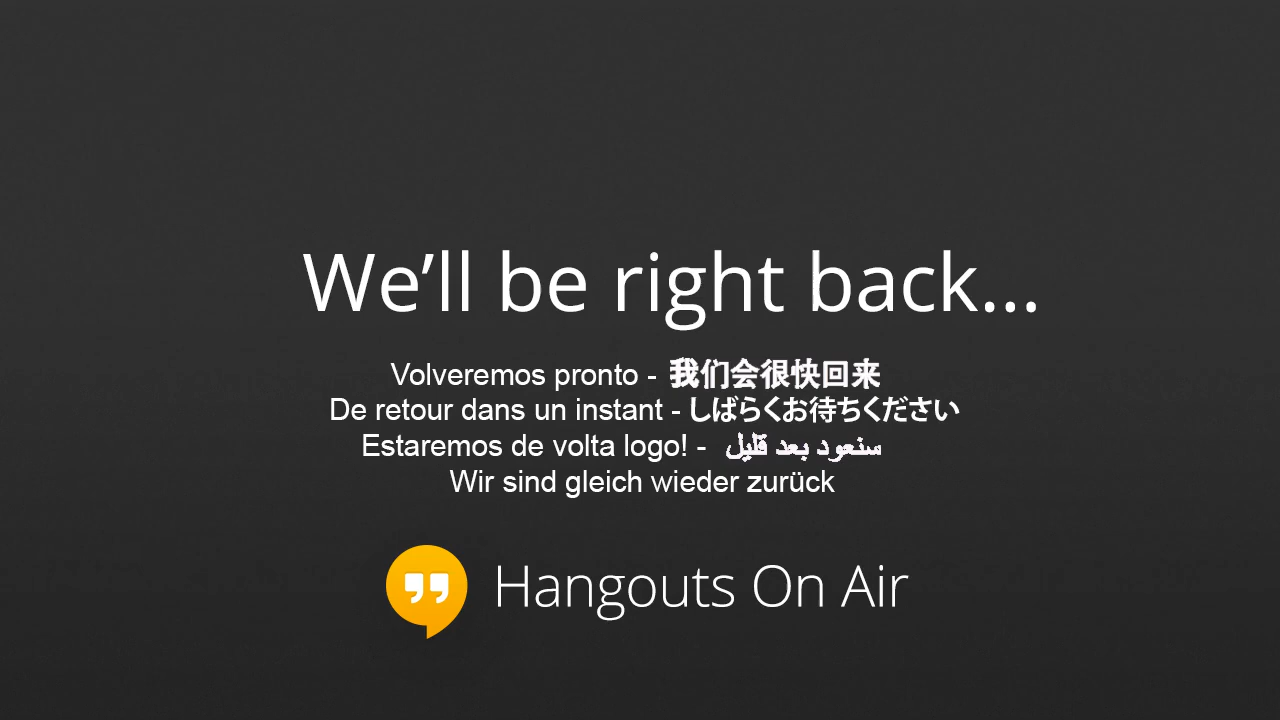 We’ll be right back...
Volveremos pronto - 我们会很快回来
De retour dans un instant - しばらくお待ちください
Estaremos de volta logo! - سنعود بعد قليل
Wir sind gleich wieder zurück
Hangouts On Air